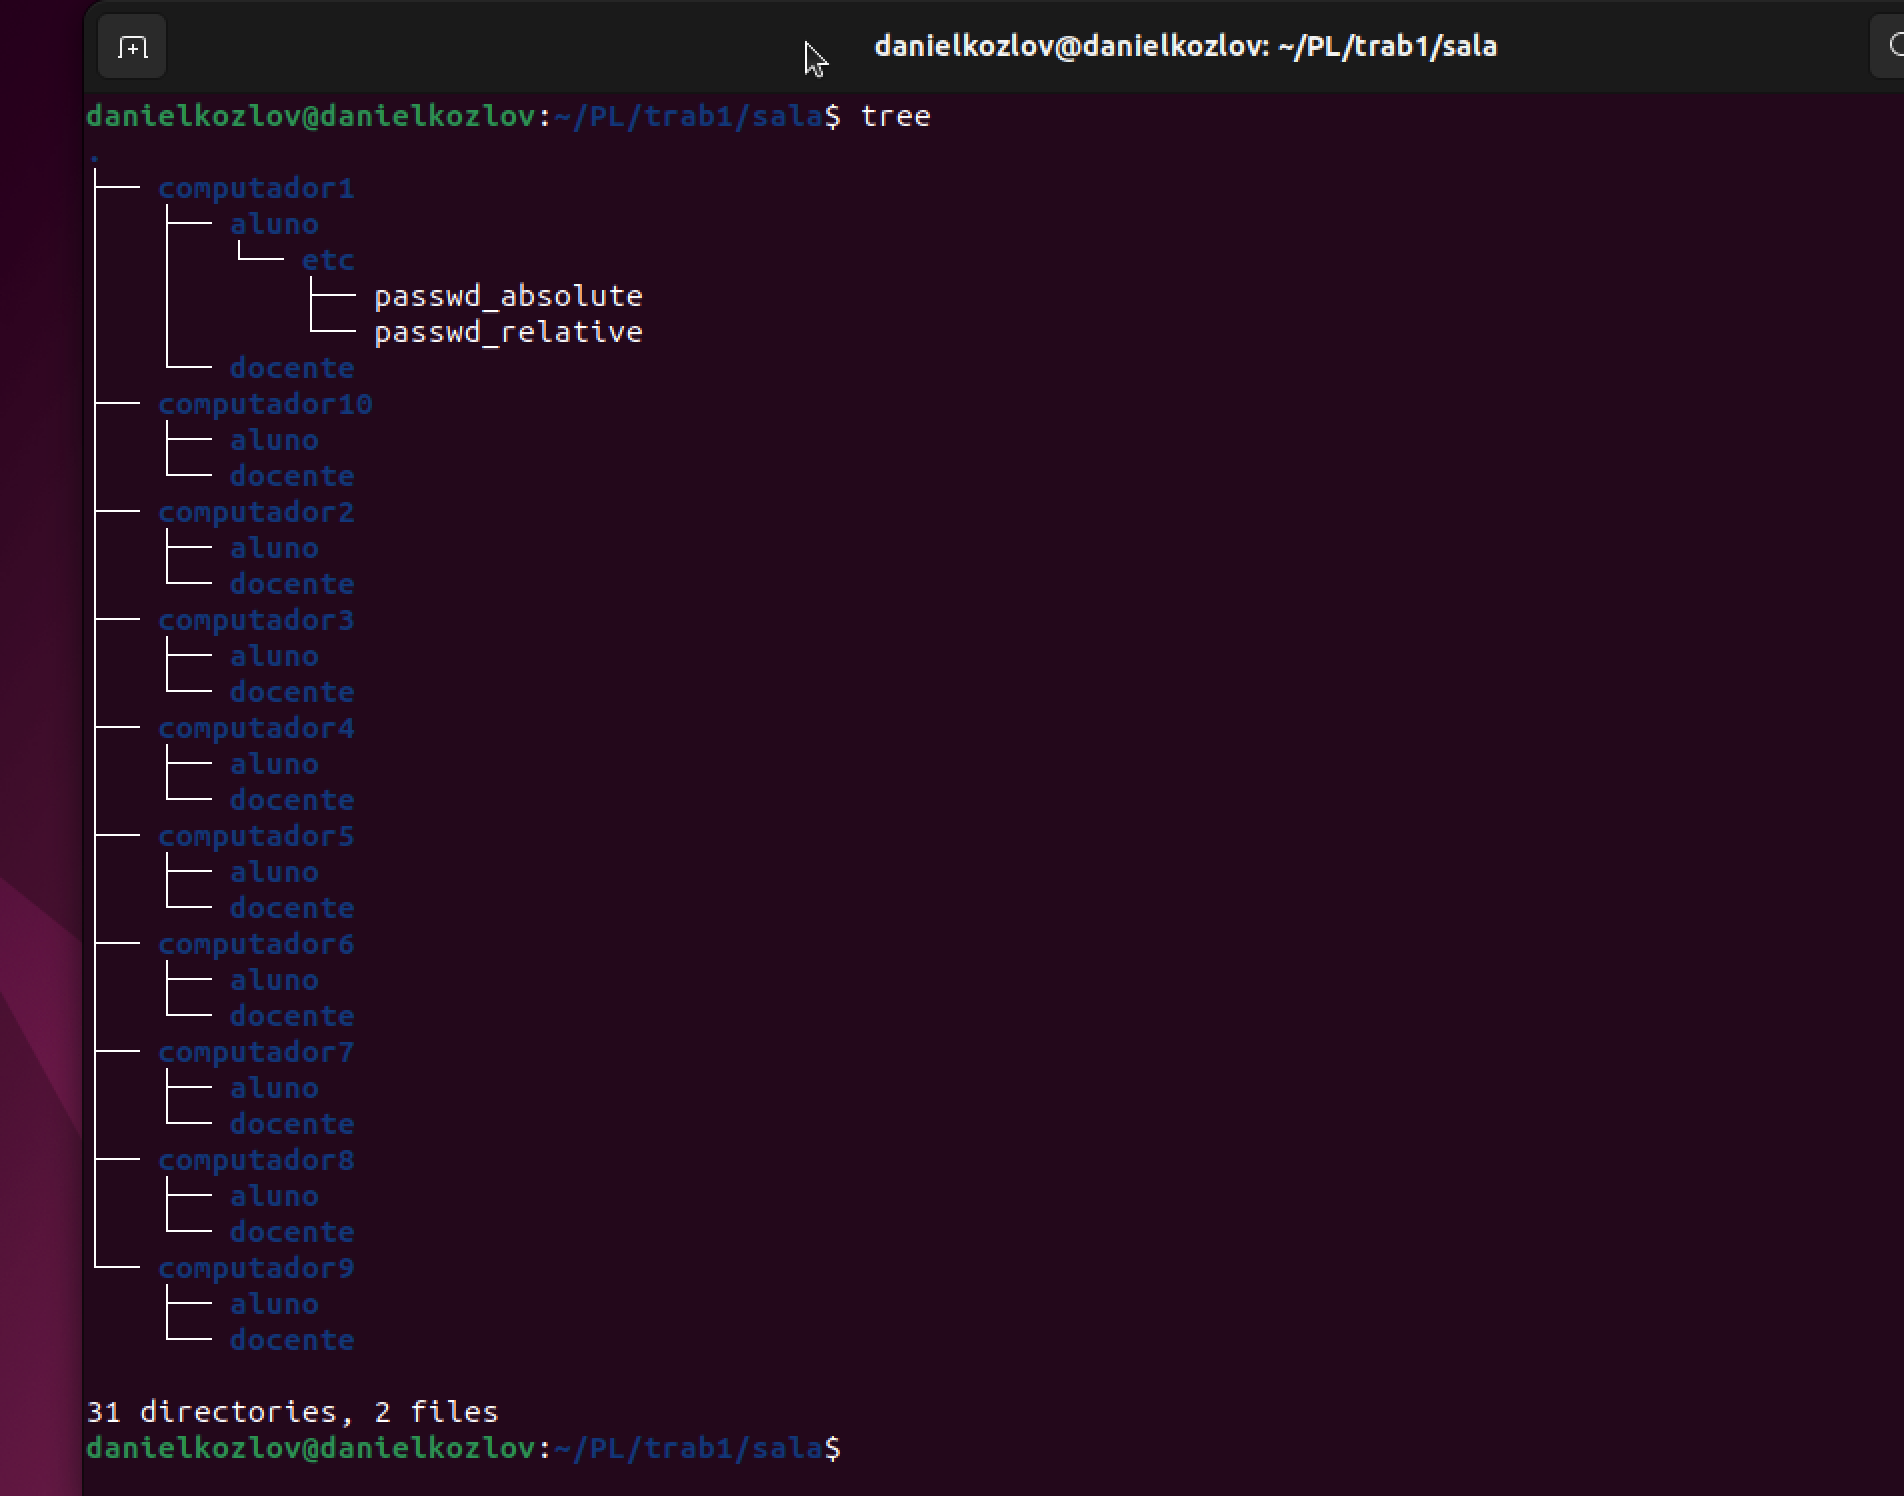 danielkozlov@danielkozlov: ~/PL/trab1/sala
danielkozlov@danielkozlov:~/PL/trab1/sala$ tree
.
├── computador1
│   ├── aluno
│   │   └── etc
│   │       ├── passwd_absolute
│   │       └── passwd_relative
│   └── docente
├── computador10
│   ├── aluno
│   └── docente
├── computador2
│   ├── aluno
│   └── docente
├── computador3
│   ├── aluno
│   └── docente
├── computador4
│   ├── aluno
│   └── docente
├── computador5
│   ├── aluno
│   └── docente
├── computador6
│   ├── aluno
│   └── docente
├── computador7
│   ├── aluno
│   └── docente
├── computador8
│   ├── aluno
│   └── docente
└── computador9
    ├── aluno
    └── docente
31 directories, 2 files
danielkozlov@danielkozlov:~/PL/trab1/sala$